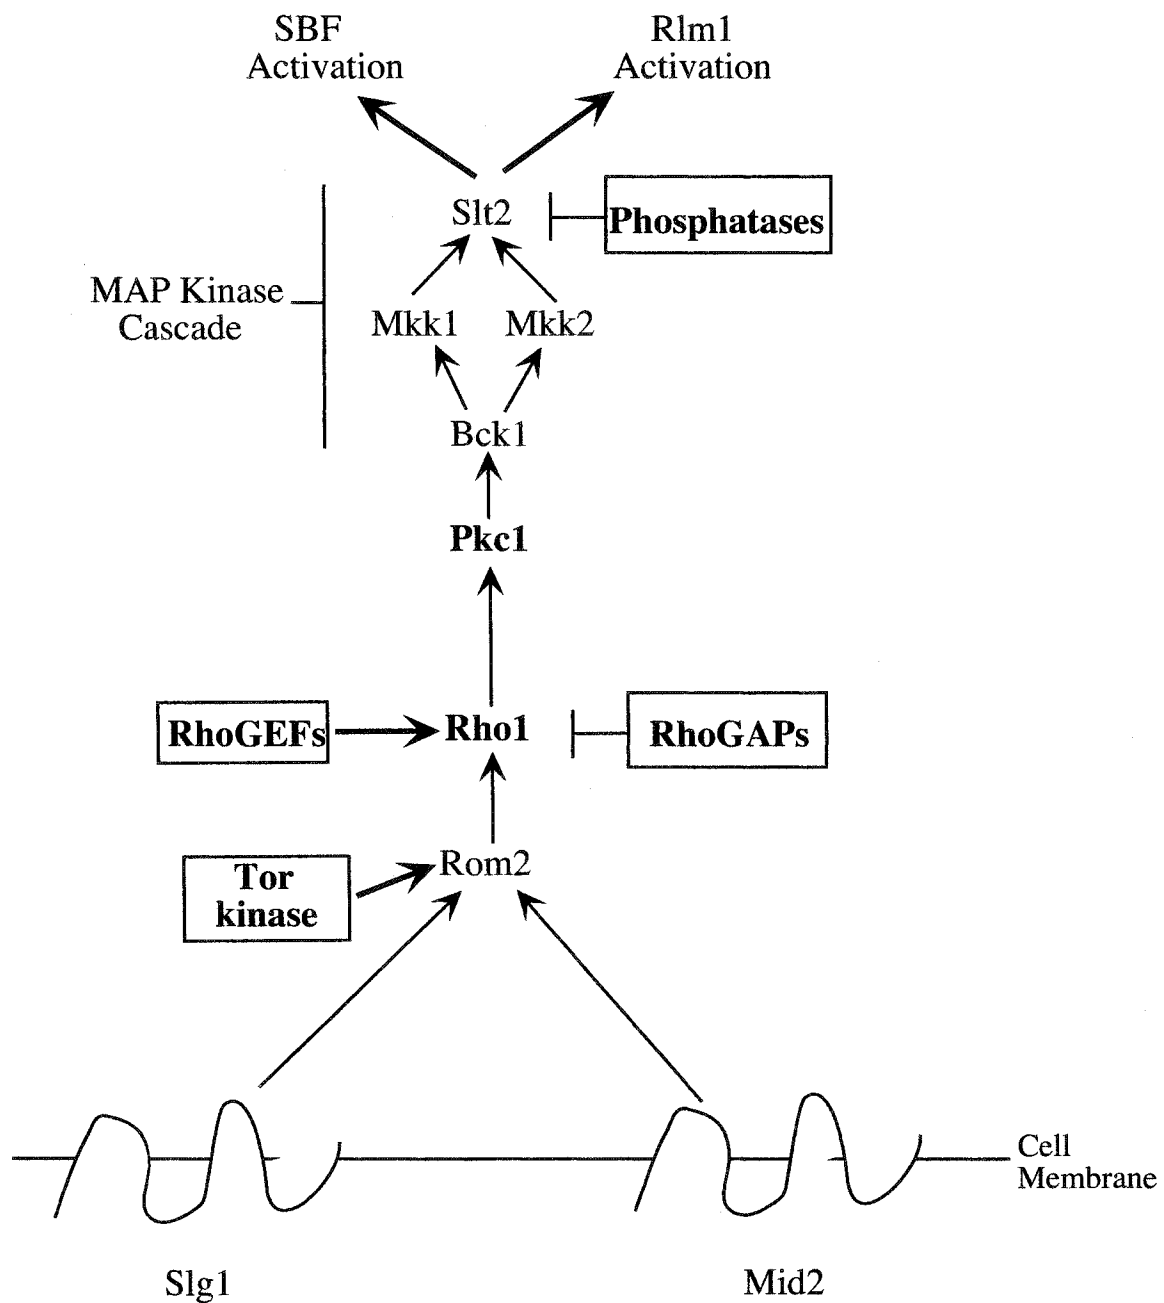 SBF
Activation
Rlm1
Activation
Slt2
Phosphatases
MAP Kinase
Cascade
Mkk1
Mkk2
Bck1
Pkc1
RhoGEFs
Rho1
RhoGAPs
Tor
kinase
Rom2
Cell
Membrane
Slg1
Mid2